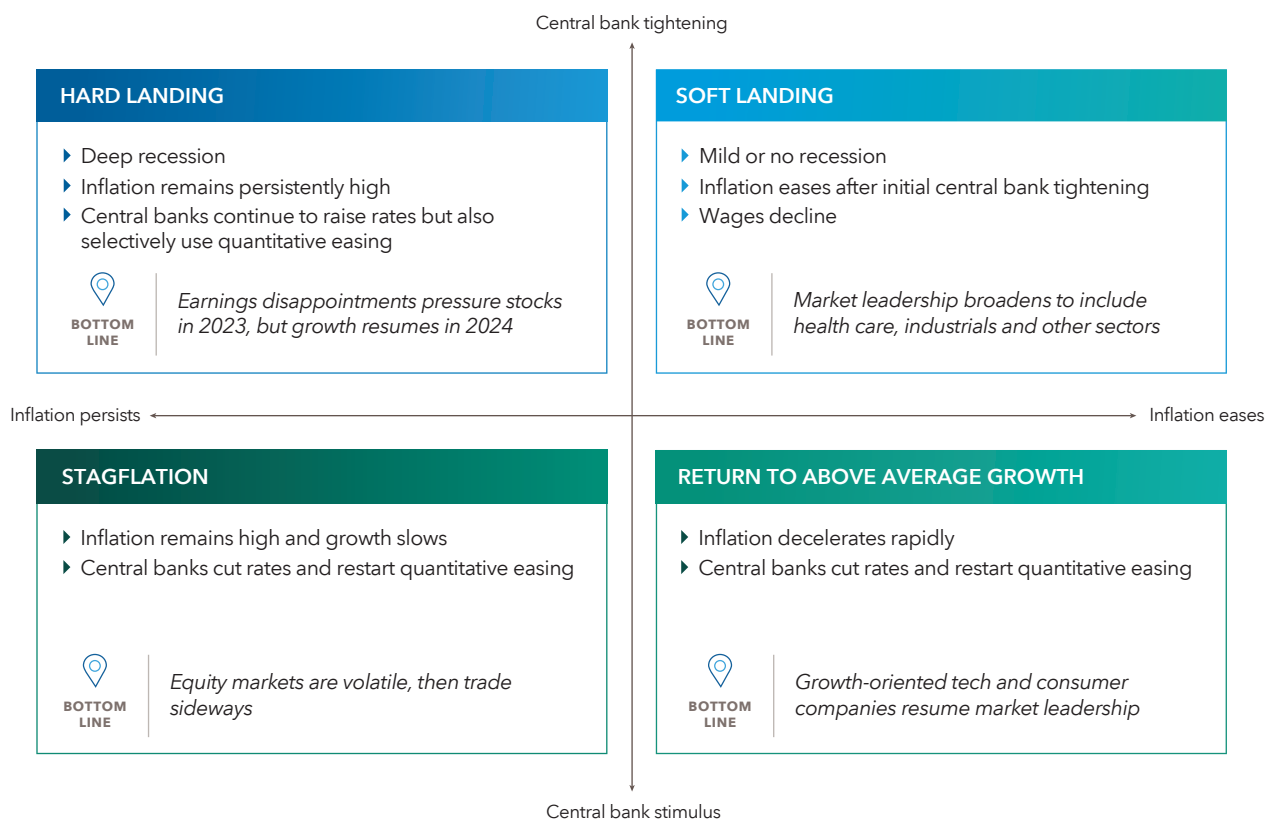 Central bank tightening
HARD LANDING
Deep recession
Inflation remains persistently high
Central banks continue to raise rates but also
selectively use quantitative easing
BOTTOM
LINE
Earnings disappointments pressure stocks
in 2023, but growth resumes in 2024
SOFT LANDING
Mild or no recession
Inflation eases after initial central bank tightening
Wages decline
BOTTOM
LINE
Market leadership broadens to include
health care, industrials and other sectors
Inflation persists
Inflation eases
STAGFLATION
Inflation remains high and growth slows
Central banks cut rates and restart quantitative easing
BOTTOM
LINE
Equity markets are volatile, then trade
sideways
RETURN TO ABOVE AVERAGE GROWTH
Inflation decelerates rapidly
Central banks cut rates and restart quantitative easing
BOTTOM
LINE
Growth-oriented tech and consumer
companies resume market leadership
Central bank stimulus